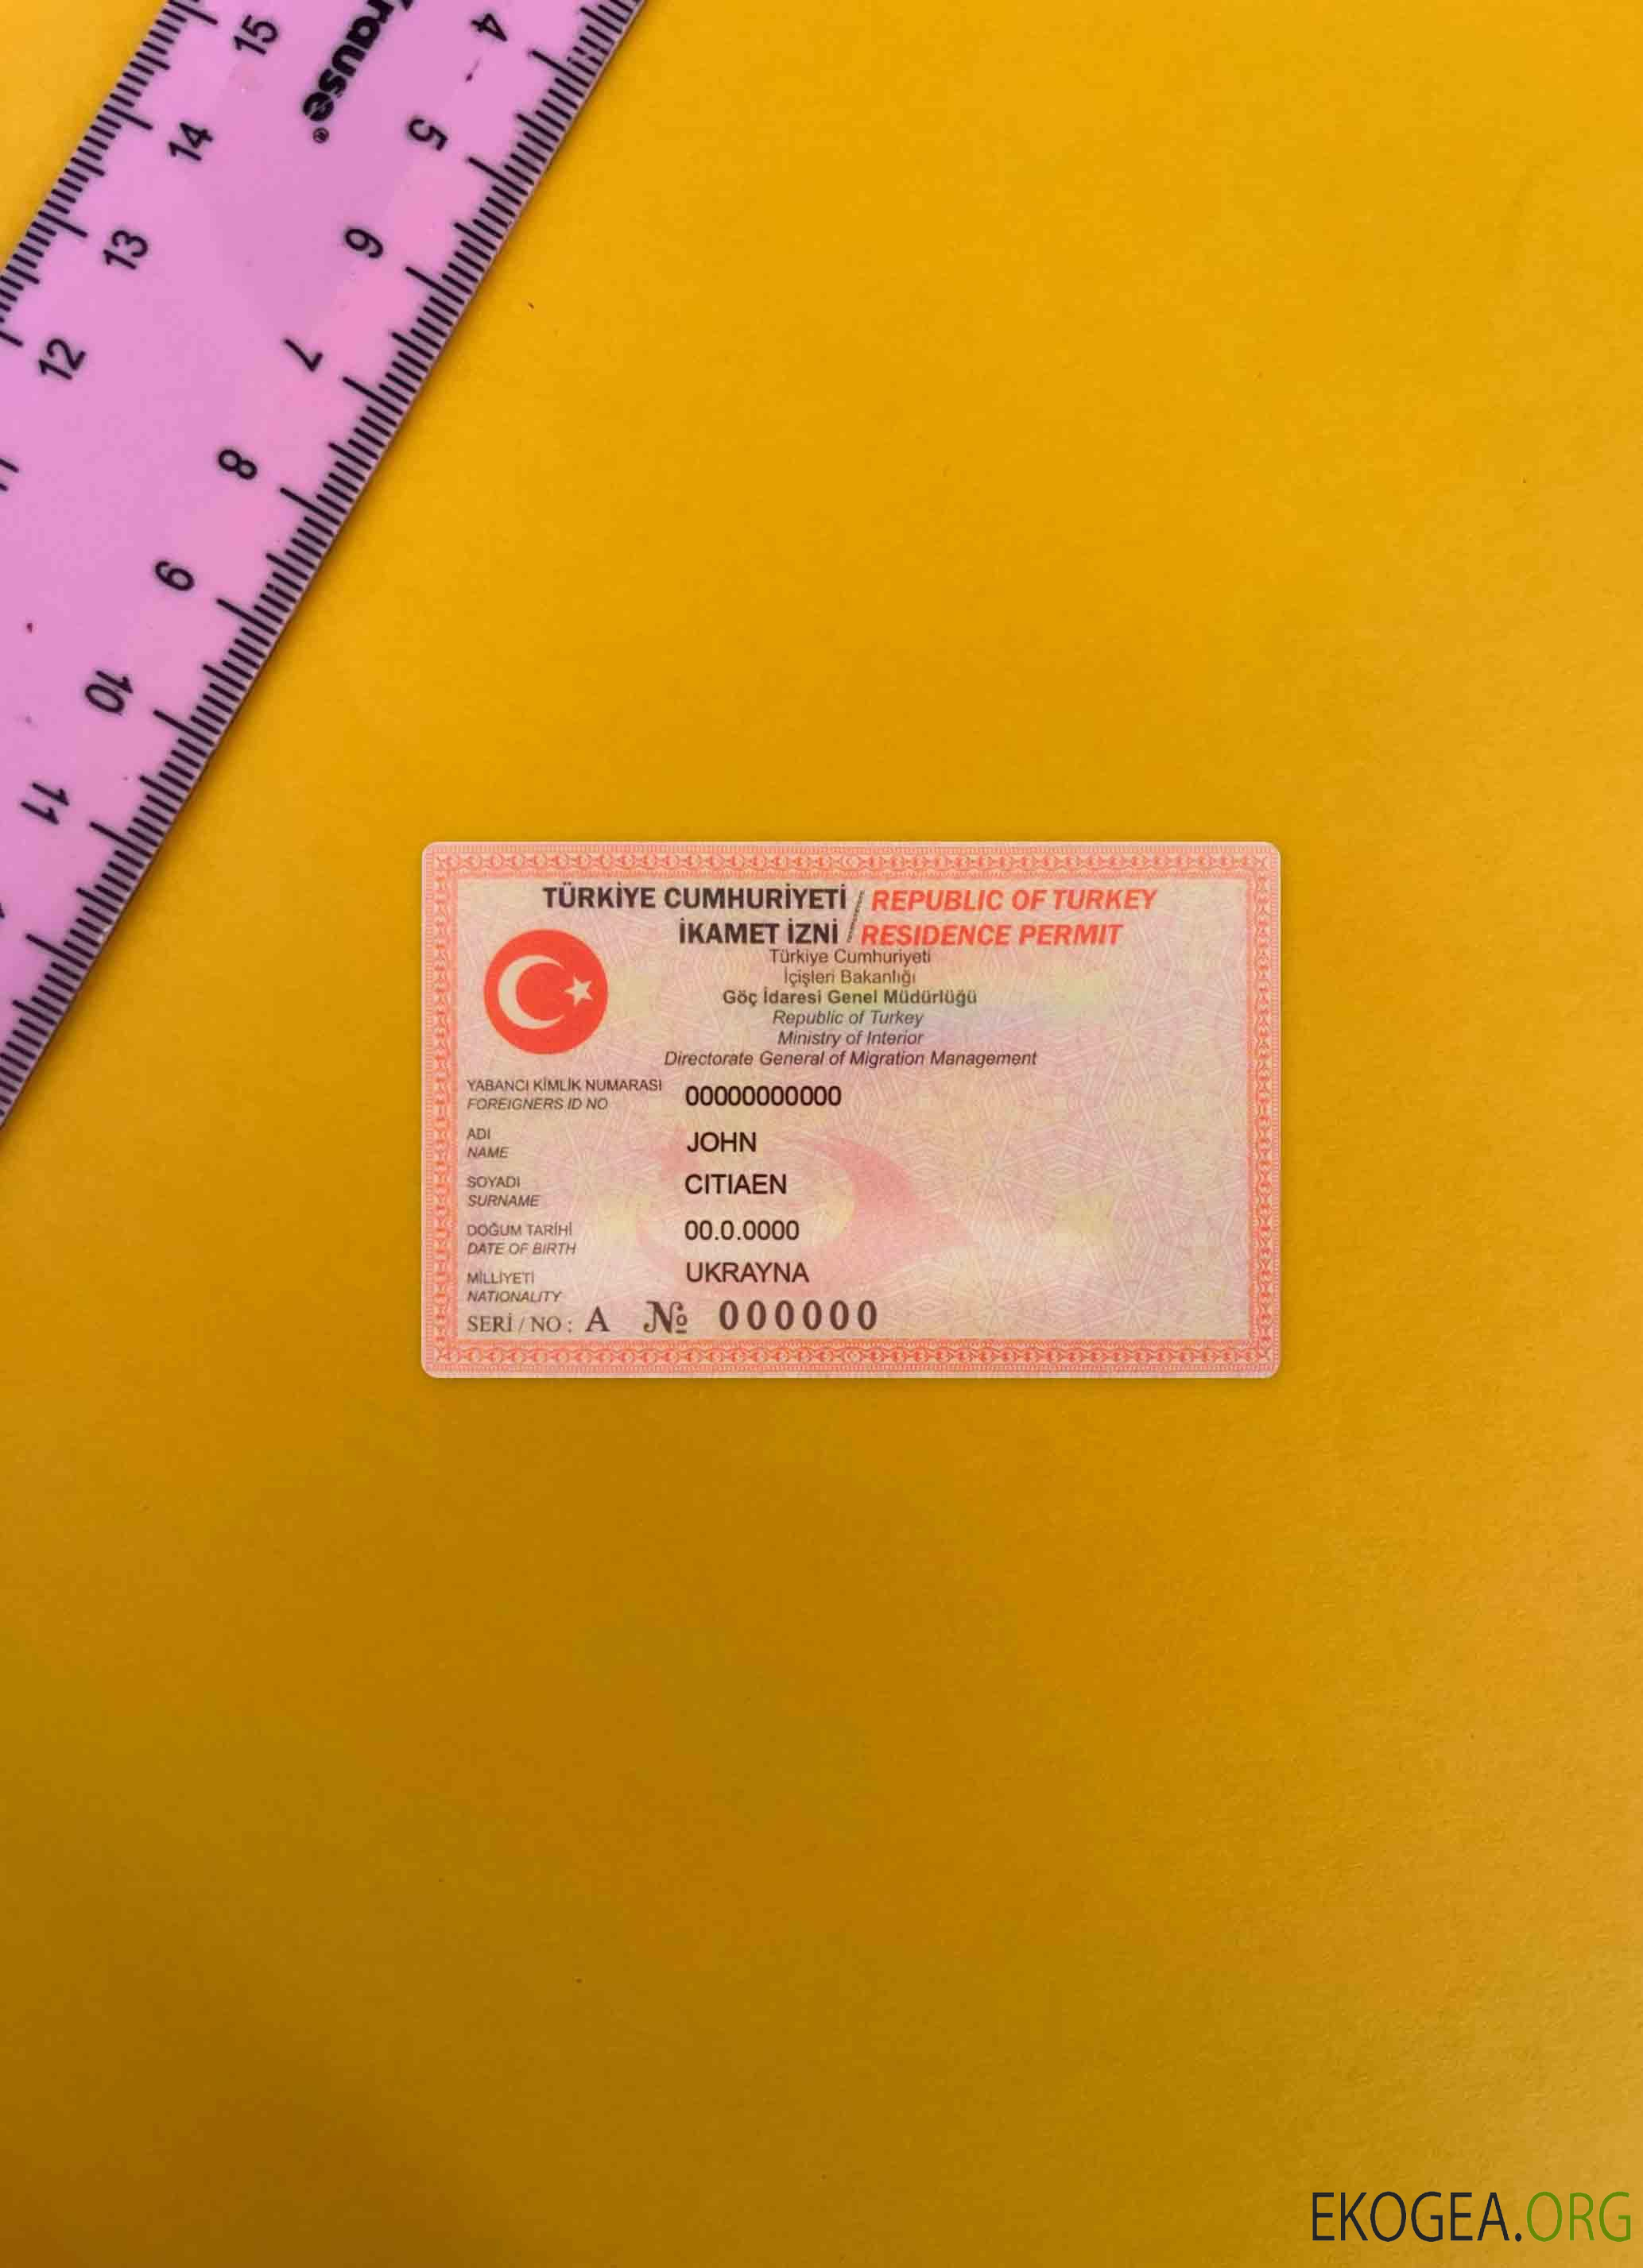 15 14 13 12
rause®
4 5 6 7 8 9 10 11
TÜRKİYE CUMHURİYETİ / REPUBLIC OF TURKEY
İKAMET İZNİ / RESIDENCE PERMIT
Türkiye Cumhuriyeti
İçişleri Bakanlığı
Göç İdaresi Genel Müdürlüğü
Republic of Turkey
Ministry of Interior
Directorate General of Migration Management
YABANCI KİMLİK NUMARASI 00000000000
FOREIGNERS ID NO
ADI JOHN
NAME
SOYADI CITIAEN
SURNAME
DOĞUM TARİHİ 00.0.0000
DATE OF BIRTH
MİLLİYETİ UKRAYNA
NATIONALITY
SERİ / NO : A № 000000
EKOGEA.ORG